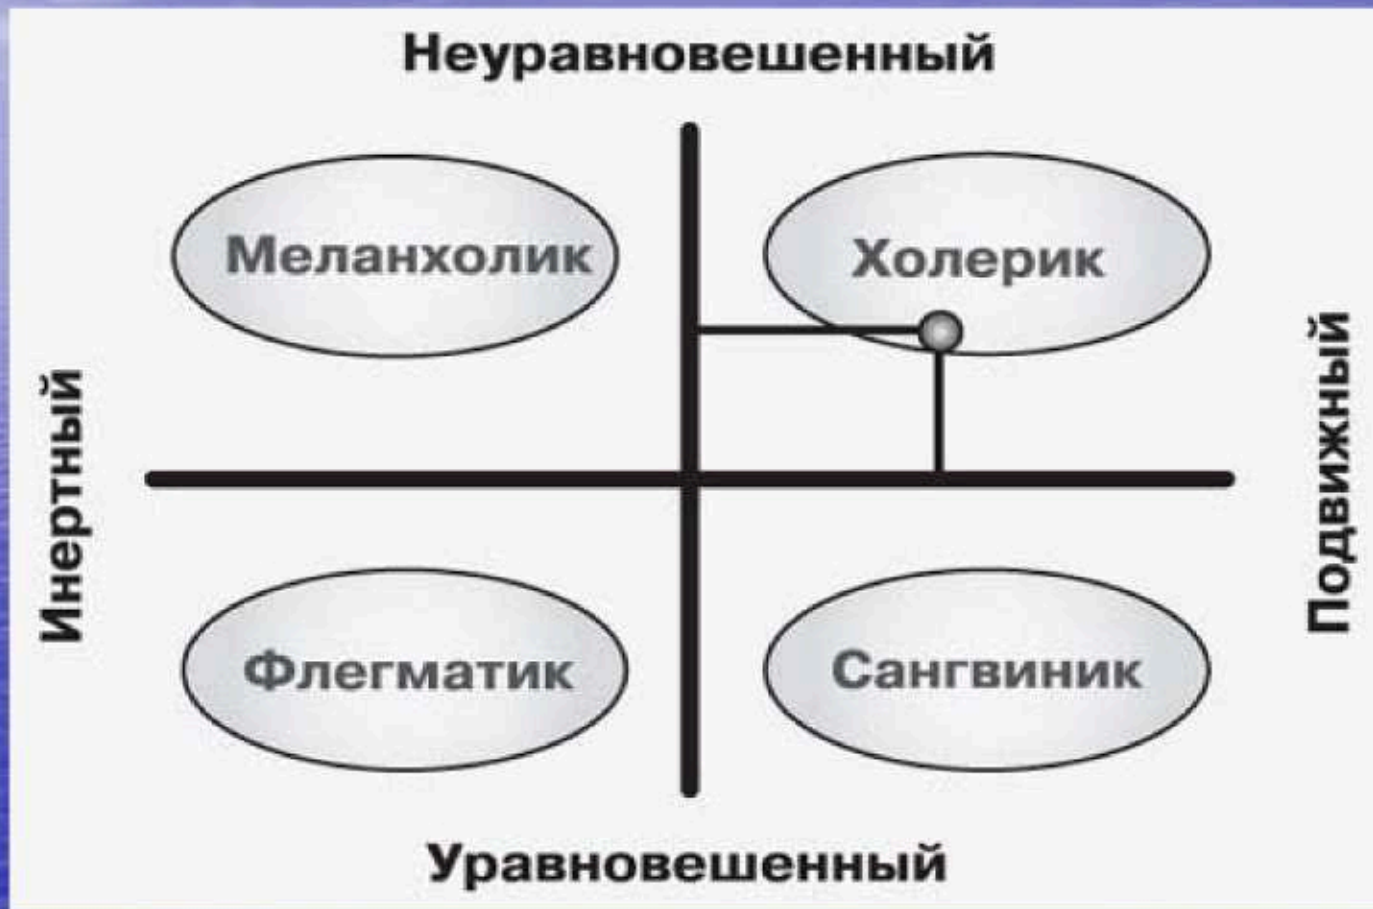 Неуравновешенный
Меланхолик
Холерик
Инертный
Подвижный
Флегматик
Сангвиник
Уравновешенный